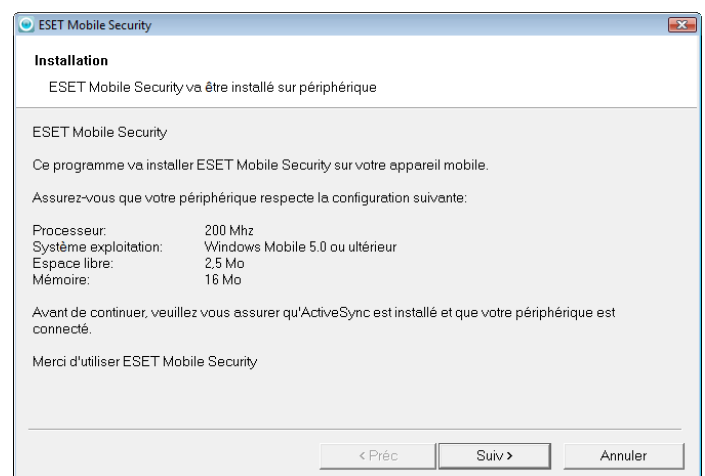 ESET Mobile Security
Installation
ESET Mobile Security va être installé sur périphérique
ESET Mobile Security
Ce programme va installer ESET Mobile Security sur votre appareil mobile.
Assurez-vous que votre périphérique respecte la configuration suivante:
Processeur: 200 Mhz
Système exploitation: Windows Mobile 5.0 ou ultérieur
Espace libre: 2,5 Mo
Mémoire: 16 Mo
Avant de continuer, veuillez vous assurer qu'ActiveSync est installé et que votre périphérique est
connecté.
Merci d'utiliser ESET Mobile Security
< Préc Suiv > Annuler